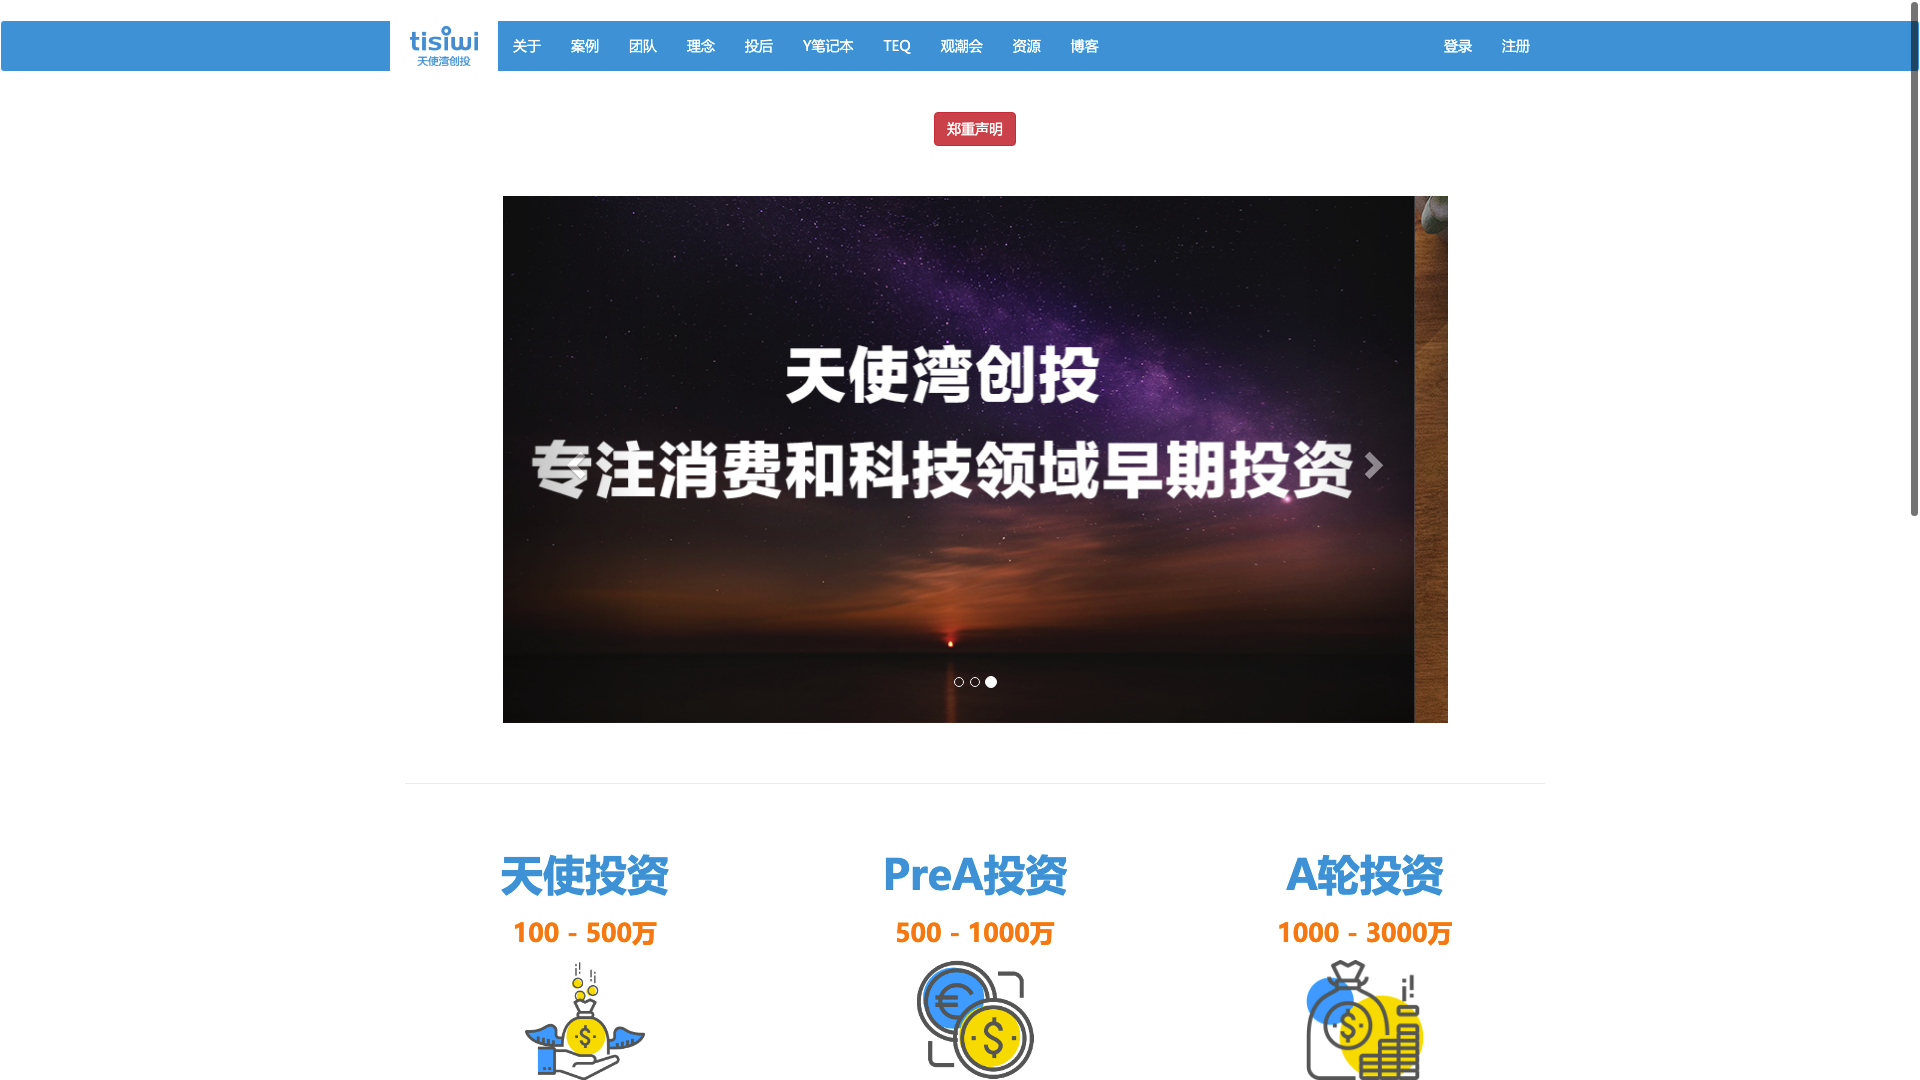 tisiwi
天使湾创投
关于 案例 团队 理念 投后 Y笔记本 TEQ 观潮会 资源 博客 登录 注册
郑重声明
天使湾创投
专注消费和科技领域早期投资
天使投资 PreA投资 A轮投资
100 - 500万 500 - 1000万 1000 - 3000万